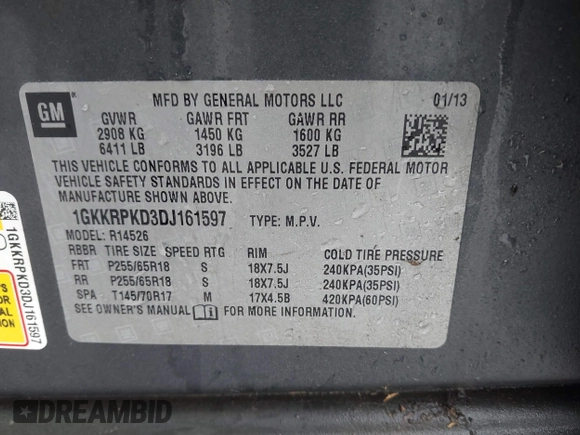 GM
MFD BY GENERAL MOTORS LLC 01/13
GVWR GAWR FRT GAWR RR
2908 KG 1450 KG 1600 KG
6411 LB 3196 LB 3527 LB
THIS VEHICLE CONFORMS TO ALL APPLICABLE U.S. FEDERAL MOTOR
VEHICLE SAFETY STANDARDS IN EFFECT ON THE DATE OF
MANUFACTURE SHOWN ABOVE.
1GKKRPKD3DJ161597 TYPE: M.P.V.
MODEL: R14526
RBBR TIRE SIZE SPEED RTG RIM COLD TIRE PRESSURE
FRT P255/65R18 S 18X7.5J 240KPA(35PSI)
RR P255/65R18 S 18X7.5J 240KPA(35PSI)
SPA T145/70R17 M 17X4.5B 420KPA(60PSI)
SEE OWNER'S MANUAL FOR MORE INFORMATION.
1GKKRPKD3DJ161597
DREAMBID